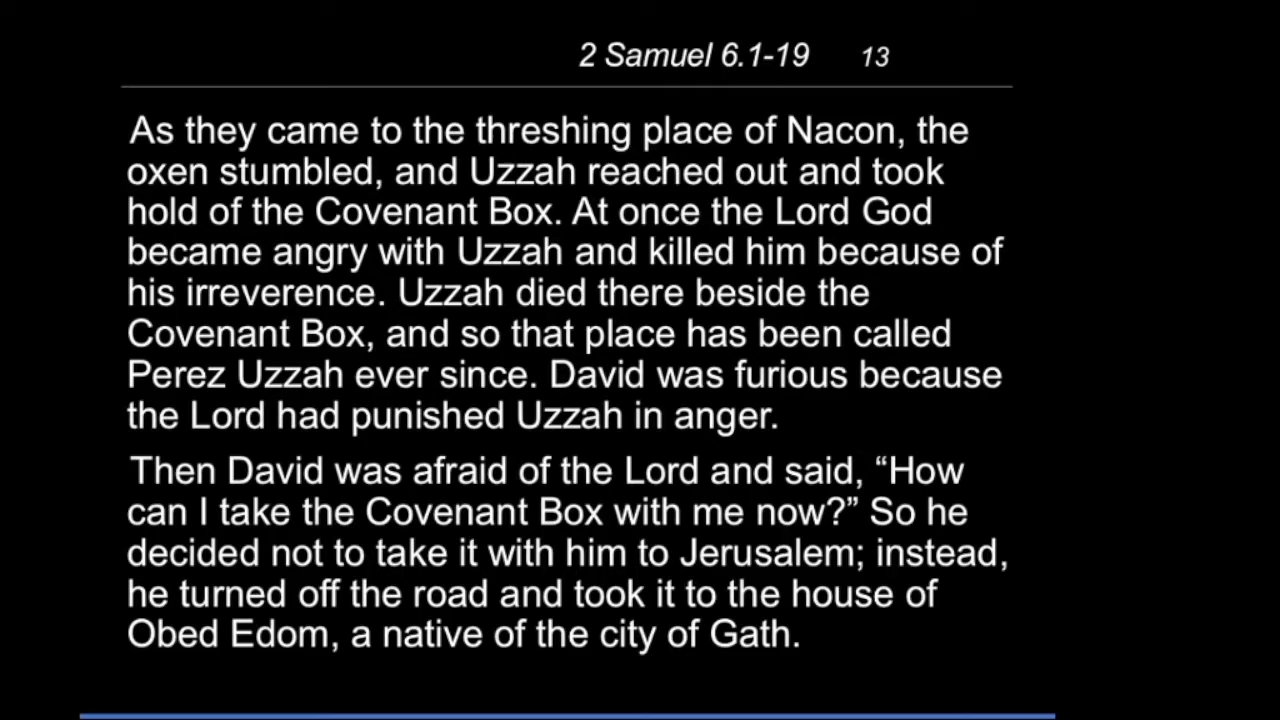 2 Samuel 6.1-19 13
As they came to the threshing place of Nacon, the
oxen stumbled, and Uzzah reached out and took
hold of the Covenant Box. At once the Lord God
became angry with Uzzah and killed him because of
his irreverence. Uzzah died there beside the
Covenant Box, and so that place has been called
Perez Uzzah ever since. David was furious because
the Lord had punished Uzzah in anger.
Then David was afraid of the Lord and said, “How
can I take the Covenant Box with me now?” So he
decided not to take it with him to Jerusalem; instead,
he turned off the road and took it to the house of
Obed Edom, a native of the city of Gath.